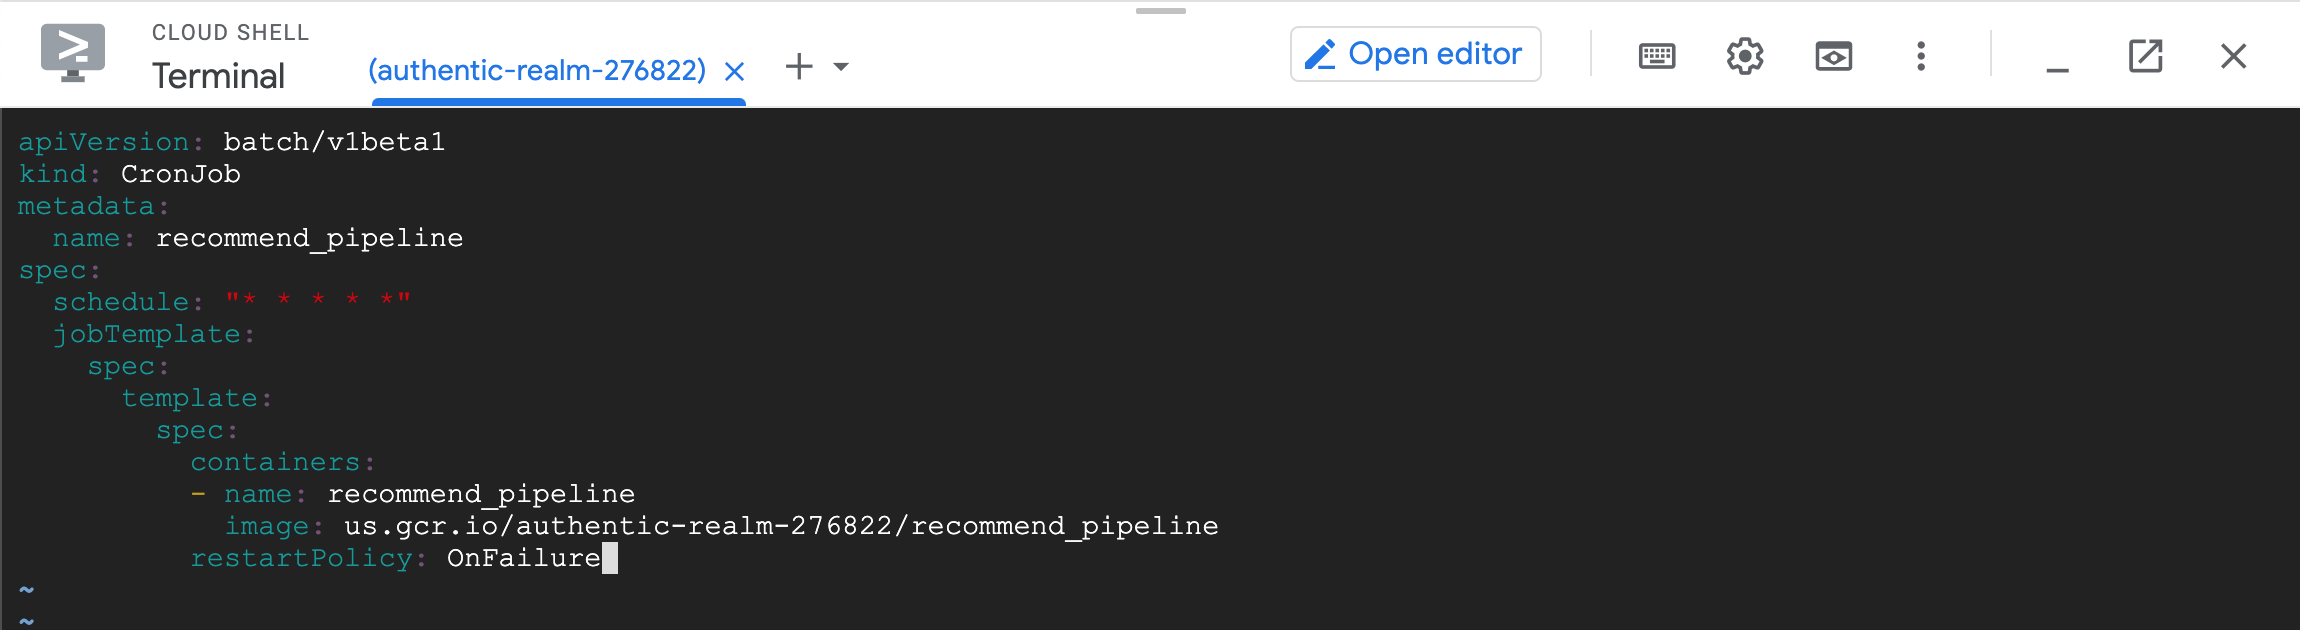 CLOUD SHELL
Terminal
(authentic-realm-276822)
Open editor
apiVersion: batch/v1beta1
kind: CronJob
metadata:
  name: recommend_pipeline
spec:
  schedule: "* * * * *"
  jobTemplate:
    spec:
      template:
        spec:
          containers:
          - name: recommend_pipeline
            image: us.gcr.io/authentic-realm-276822/recommend_pipeline
          restartPolicy: OnFailure
~
~